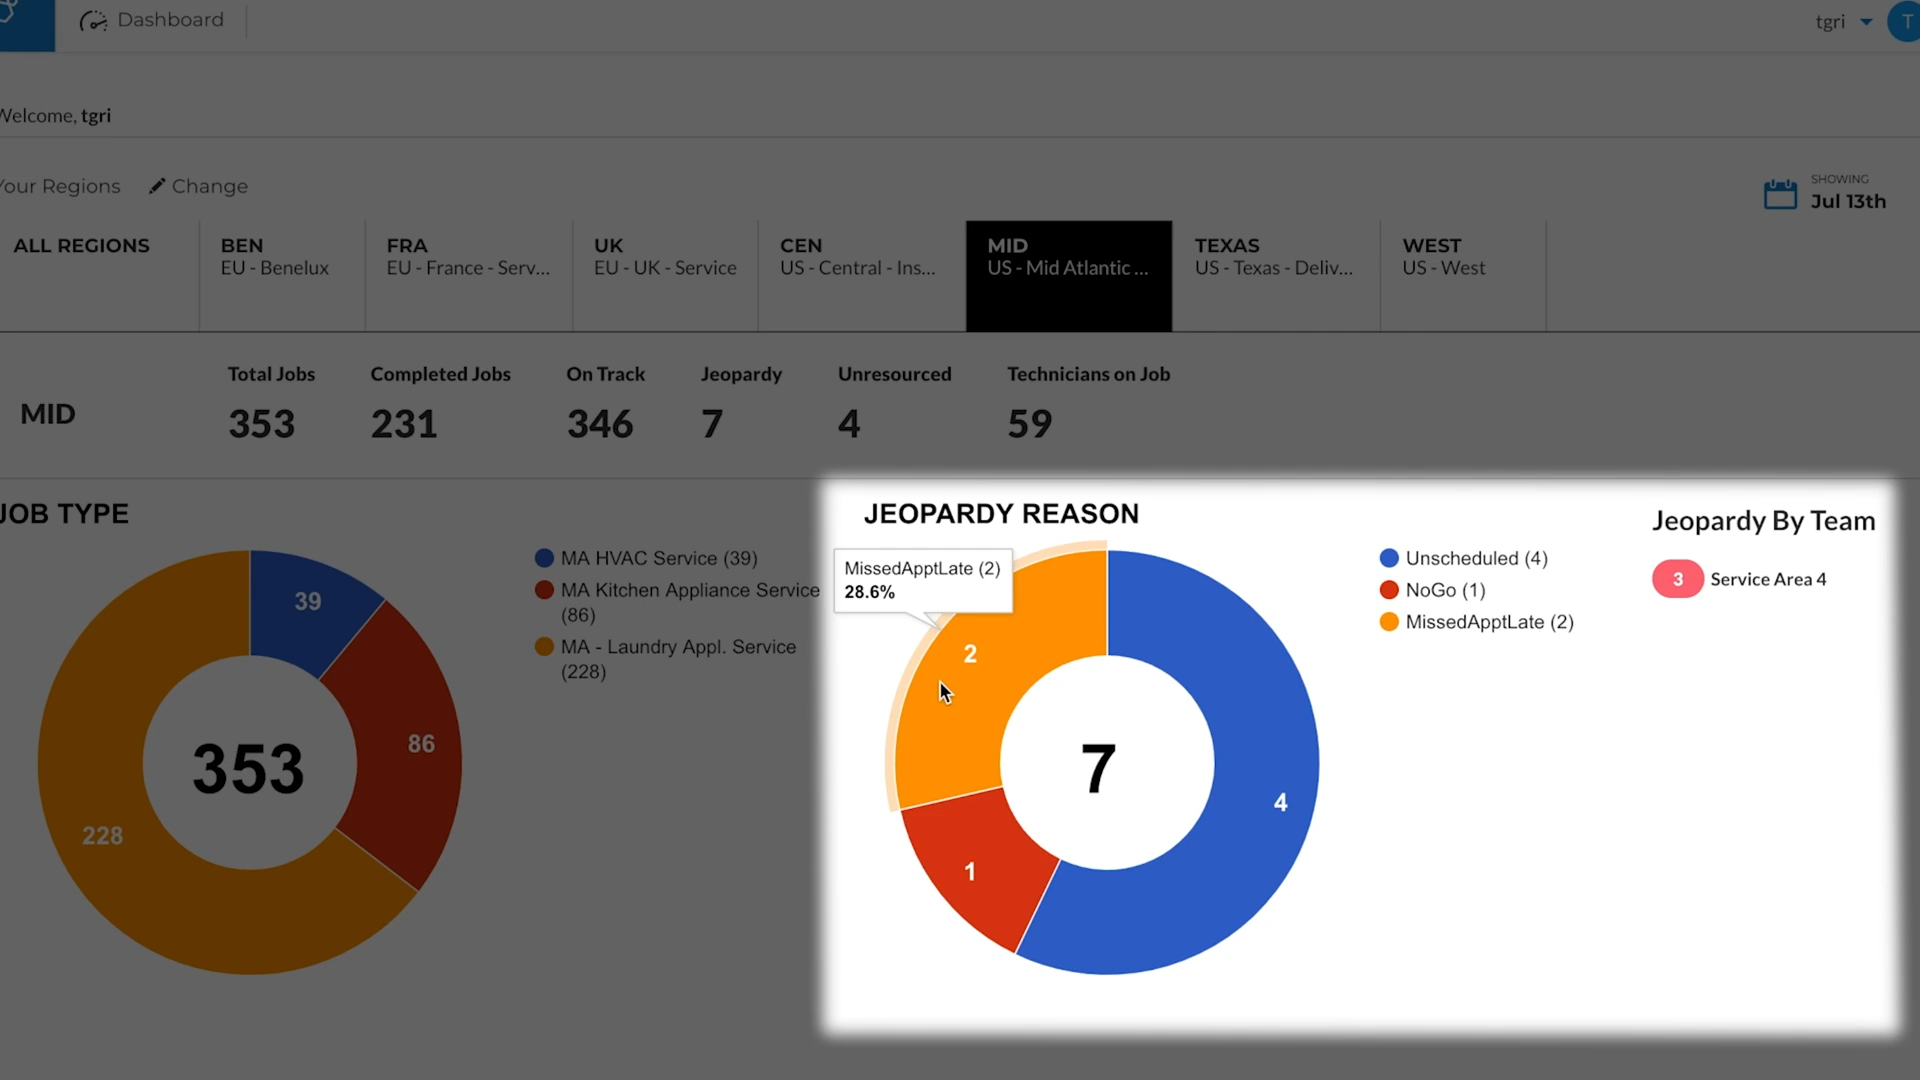 Dashboard
tgri
T
Welcome, tgri
Your Regions
Change
SHOWING
Jul 13th
ALL REGIONS
BEN
EU - Benelux
FRA
EU - France - Serv...
UK
EU - UK - Service
CEN
US - Central - Ins...
MID
US - Mid Atlantic ...
TEXAS
US - Texas - Deliv...
WEST
US - West
MID
Total Jobs
353
Completed Jobs
231
On Track
346
Jeopardy
7
Unresourced
4
Technicians on Job
59
JOB TYPE
39
86
228
353
MA HVAC Service (39)
MA Kitchen Appliance Service
(86)
MA - Laundry Appl. Service
(228)
JEOPARDY REASON
MissedApptLate (2)
28.6%
2
4
1
7
Unscheduled (4)
NoGo (1)
MissedApptLate (2)
Jeopardy By Team
3 Service Area 4